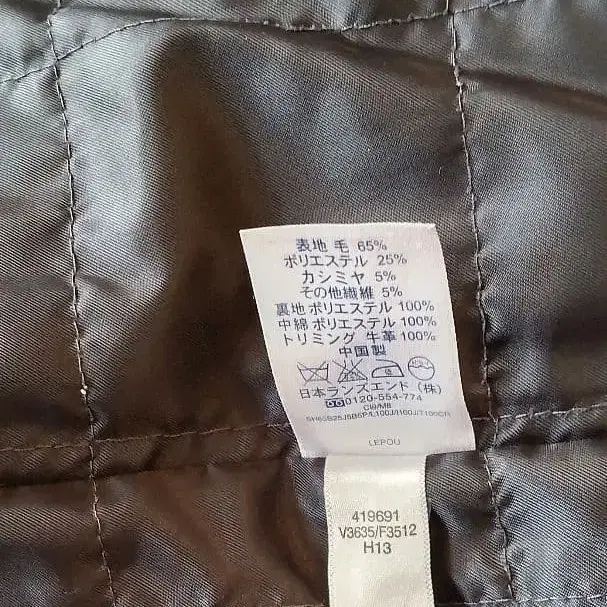 表地 毛 65%
ポリエステル 25%
カシミヤ 5%
その他繊維 5%
裏地 ポリエステル 100%
中綿 ポリエステル 100%
トリミング 牛革 100%
中国製
日本ランズエンド(株)
0120-554-774
LEPOU
419691
V3635/F3512
H13